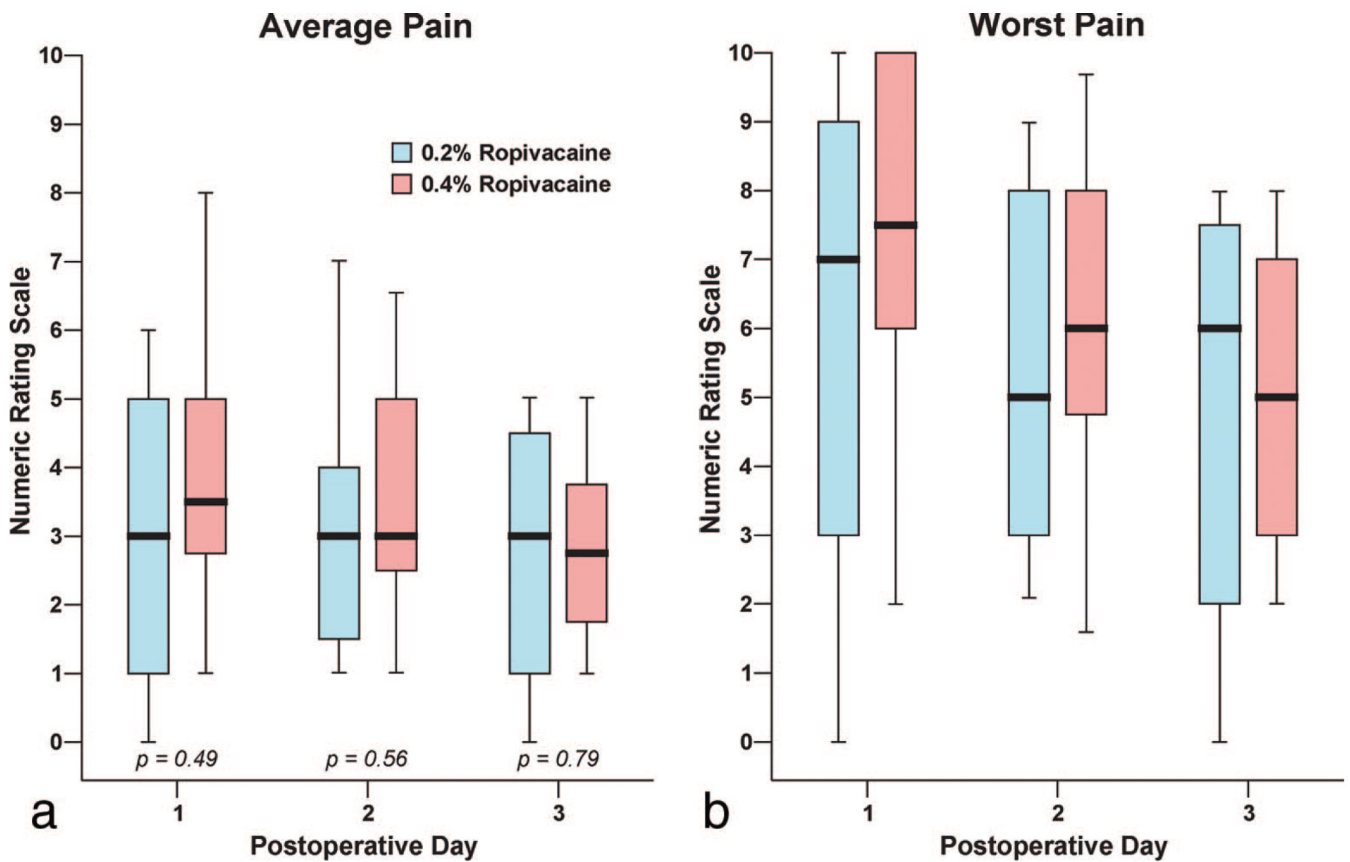 Average Pain
Worst Pain
10
9
8
7
6
5
4
3
2
1
0
Numeric Rating Scale
0.2% Ropivacaine
0.4% Ropivacaine
p = 0.49
p = 0.56
p = 0.79
1
2
3
Postoperative Day
a
10
9
8
7
6
5
4
3
2
1
0
Numeric Rating Scale
1
2
3
Postoperative Day
b